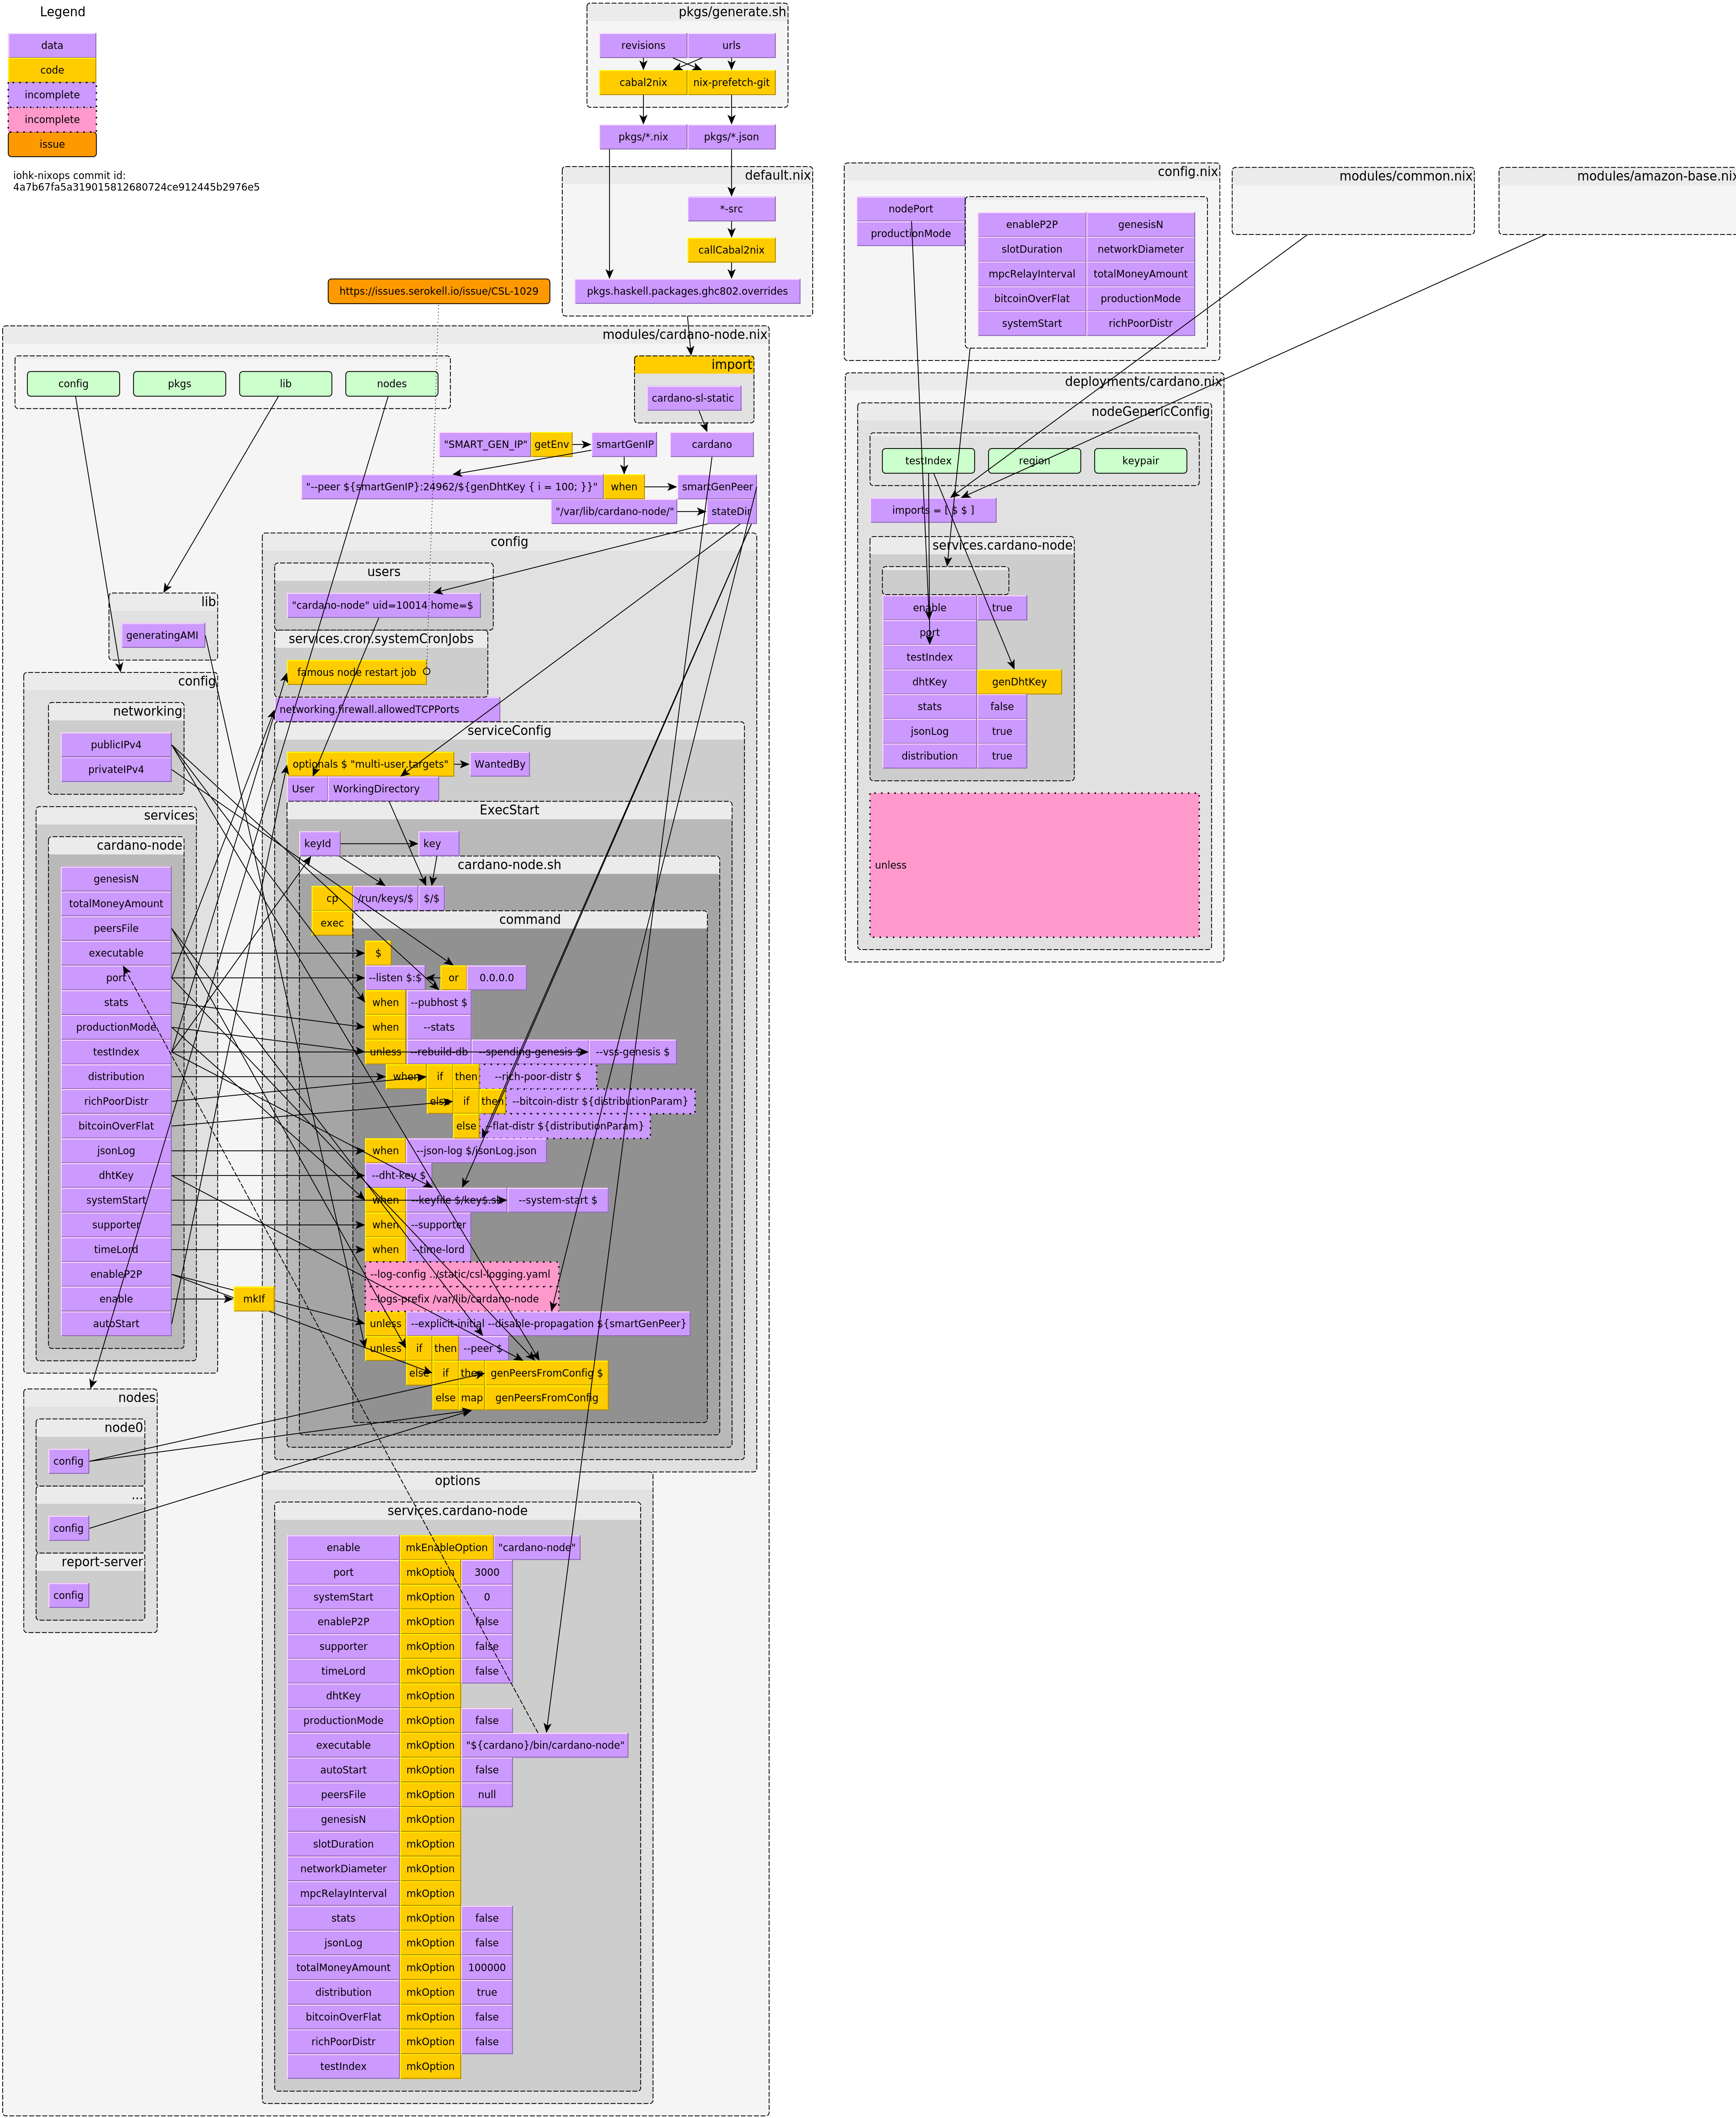 Legend
data
code
incomplete
incomplete
issue
iohk-nixops commit id:
4a7b67fa5a319015812680724ce912445b2976e5
pkgs/generate.sh
revisions urls
cabal2nix nix-prefetch-git
pkgs/*.nix pkgs/*.json
default.nix
*-src
callCabal2nix
pkgs.haskell.packages.ghc802.overrides
https://issues.serokell.io/issue/CSL-1029
modules/cardano-node.nix
config pkgs lib nodes
import
cardano-sl-static
"SMART_GEN_IP" getEnv smartGenIP cardano
"--peer ${smartGenIP}:24962/${genDhtKey { i = 100; }}" when smartGenPeer
"/var/lib/cardano-node/" stateDir
lib
generatingAMI
config
networking
publicIPv4
privateIPv4
services
cardano-node
genesisN
totalMoneyAmount
peersFile
executable
port
stats
productionMode
testIndex
distribution
richPoorDistr
bitcoinOverFlat
jsonLog
dhtKey
systemStart
supporter
timeLord
enableP2P
enable
autoStart
mkIf
nodes
node0
config
...
config
report-server
config
config
users
"cardano-node" uid=10014 home=$
services.cron.systemCronJobs
famous node restart job
networking.firewall.allowedTCPPorts
serviceConfig
optionals $ "multi-user.targets" WantedBy
User WorkingDirectory
ExecStart
keyId key
cardano-node.sh
cp /run/keys/$ $/$
exec
command
$
--listen $:$ or 0.0.0.0
when --pubhost $
when --stats
unless --rebuild-db --spending-genesis $ --vss-genesis $
when if then --rich-poor-distr $
else if then --bitcoin-distr ${distributionParam}
else --flat-distr ${distributionParam}
when --json-log $/jsonLog.json
--dht-key $
when --keyfile $/key$.sk --system-start $
when --supporter
when --time-lord
--log-config ../static/csl-logging.yaml
--logs-prefix /var/lib/cardano-node
unless --explicit-initial --disable-propagation ${smartGenPeer}
unless if then --peer $
else if then genPeersFromConfig $
else map genPeersFromConfig
options
services.cardano-node
enable mkEnableOption "cardano-node"
port mkOption 3000
systemStart mkOption 0
enableP2P mkOption false
supporter mkOption false
timeLord mkOption false
dhtKey mkOption
productionMode mkOption false
executable mkOption "${cardano}/bin/cardano-node"
autoStart mkOption false
peersFile mkOption null
genesisN mkOption
slotDuration mkOption
networkDiameter mkOption
mpcRelayInterval mkOption
stats mkOption false
jsonLog mkOption false
totalMoneyAmount mkOption 100000
distribution mkOption true
bitcoinOverFlat mkOption false
richPoorDistr mkOption false
testIndex mkOption
config.nix
nodePort
productionMode
enableP2P genesisN
slotDuration networkDiameter
mpcRelayInterval totalMoneyAmount
bitcoinOverFlat productionMode
systemStart richPoorDistr
modules/common.nix
modules/amazon-base.nix
deployments/cardano.nix
nodeGenericConfig
testIndex region keypair
imports = [ $ $ ]
services.cardano-node
enable true
port
testIndex
dhtKey genDhtKey
stats false
jsonLog true
distribution true
unless